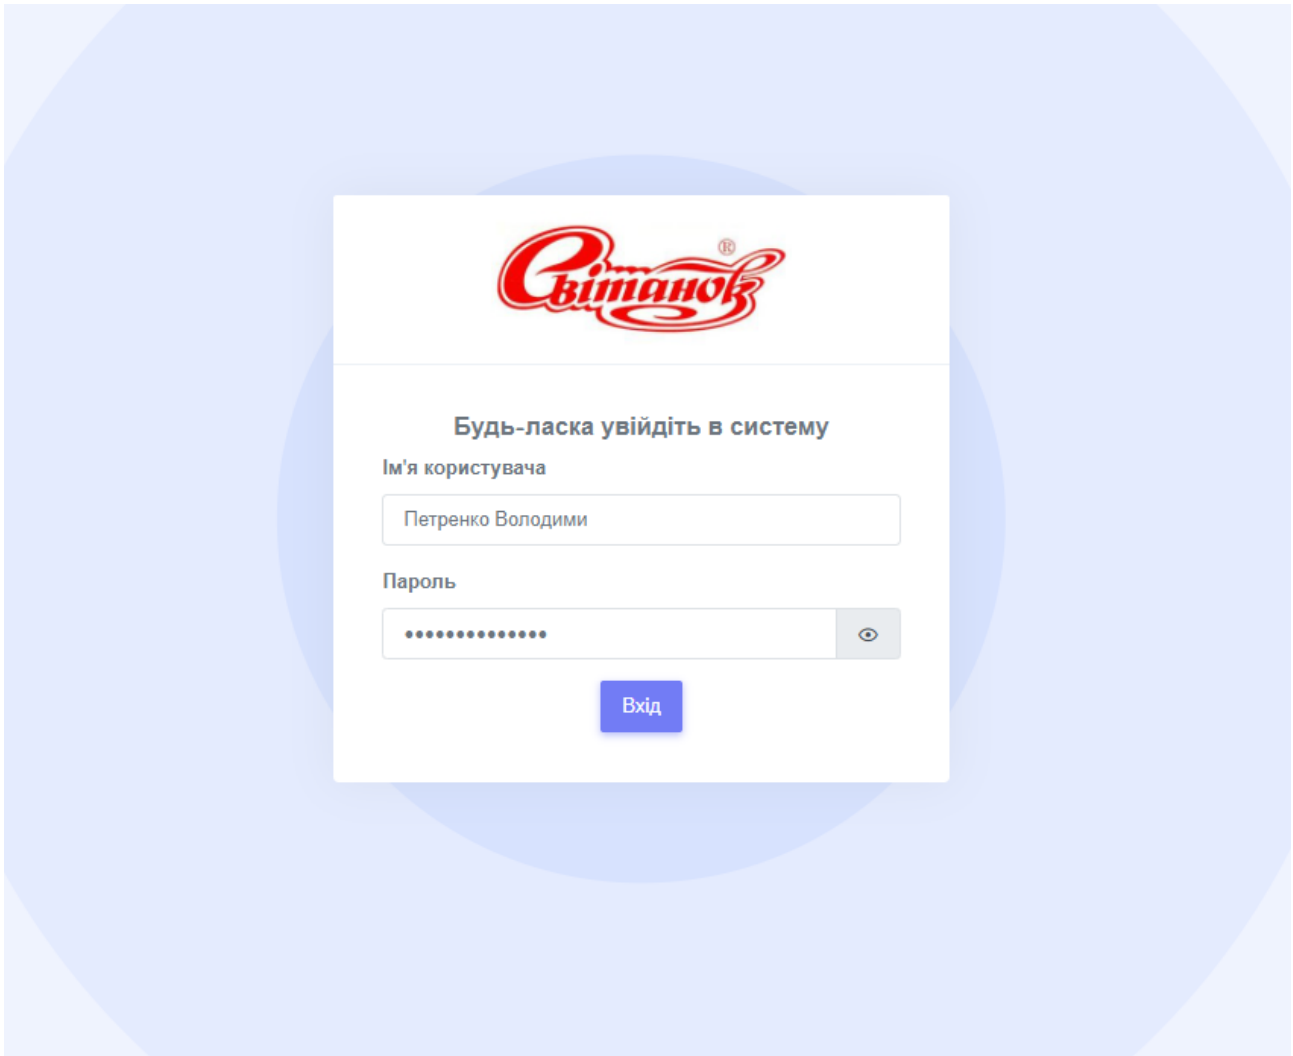 Світанок ®
Будь-ласка увійдіть в систему
Ім'я користувача
Петренко Володими
Пароль
••••••••••••••
Вхід